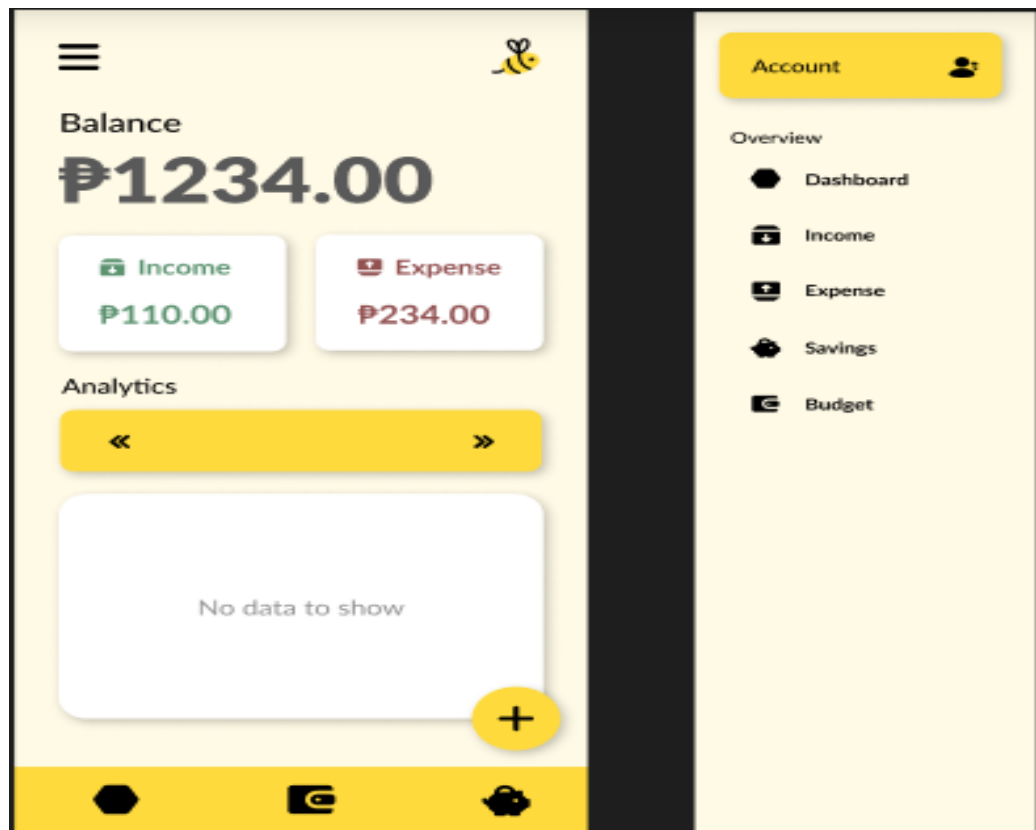 Balance
₱1234.00
Income
₱110.00
Expense
₱234.00
Analytics
No data to show
Account
Overview
Dashboard
Income
Expense
Savings
Budget